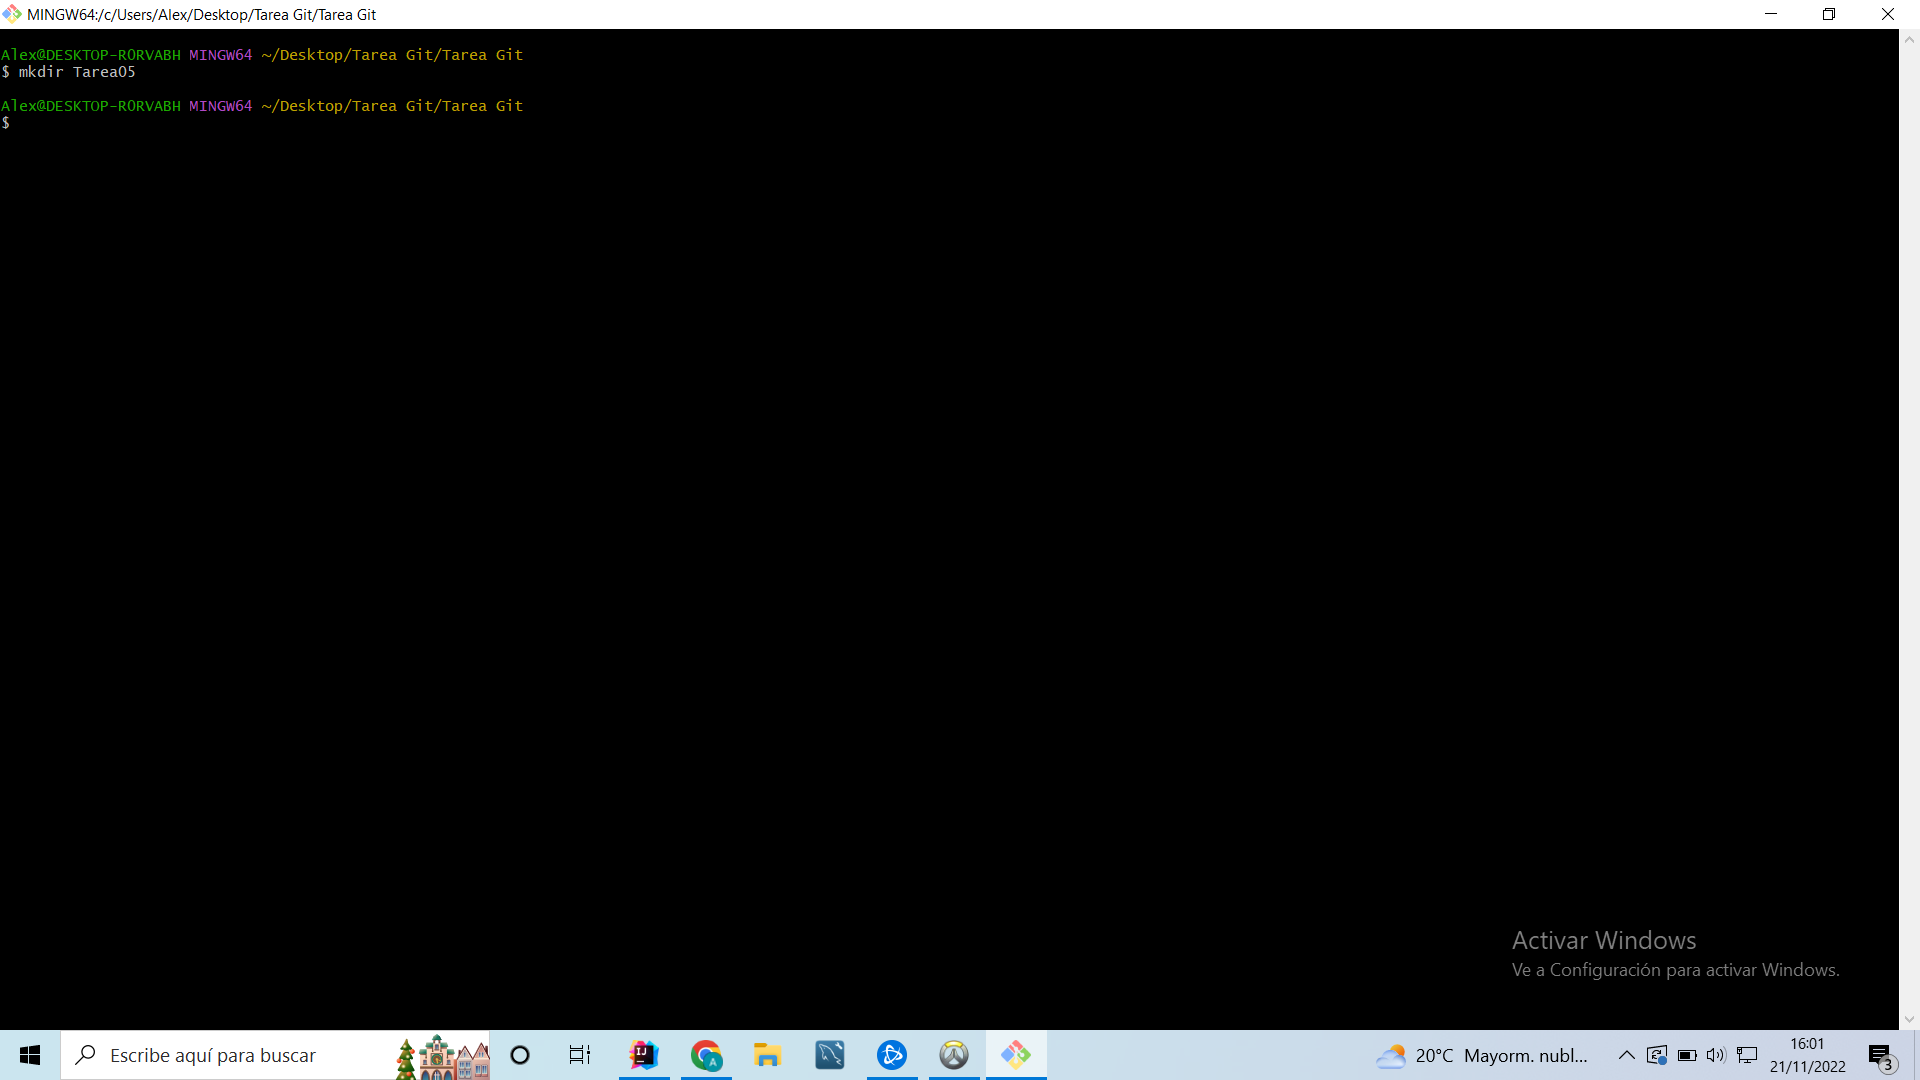 MINGW64:/c/Users/Alex/Desktop/Tarea Git/Tarea Git
Alex@DESKTOP-RORVABH MINGW64 ~/Desktop/Tarea Git/Tarea Git
$ mkdir Tarea05
Alex@DESKTOP-RORVABH MINGW64 ~/Desktop/Tarea Git/Tarea Git
$
Activar Windows
Ve a Configuración para activar Windows.
Escribe aquí para buscar
IJ
A
20°C Mayorm. nubl...
16:01
21/11/2022
3